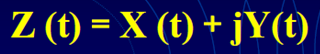 Z (t) = X (t) + jY(t)